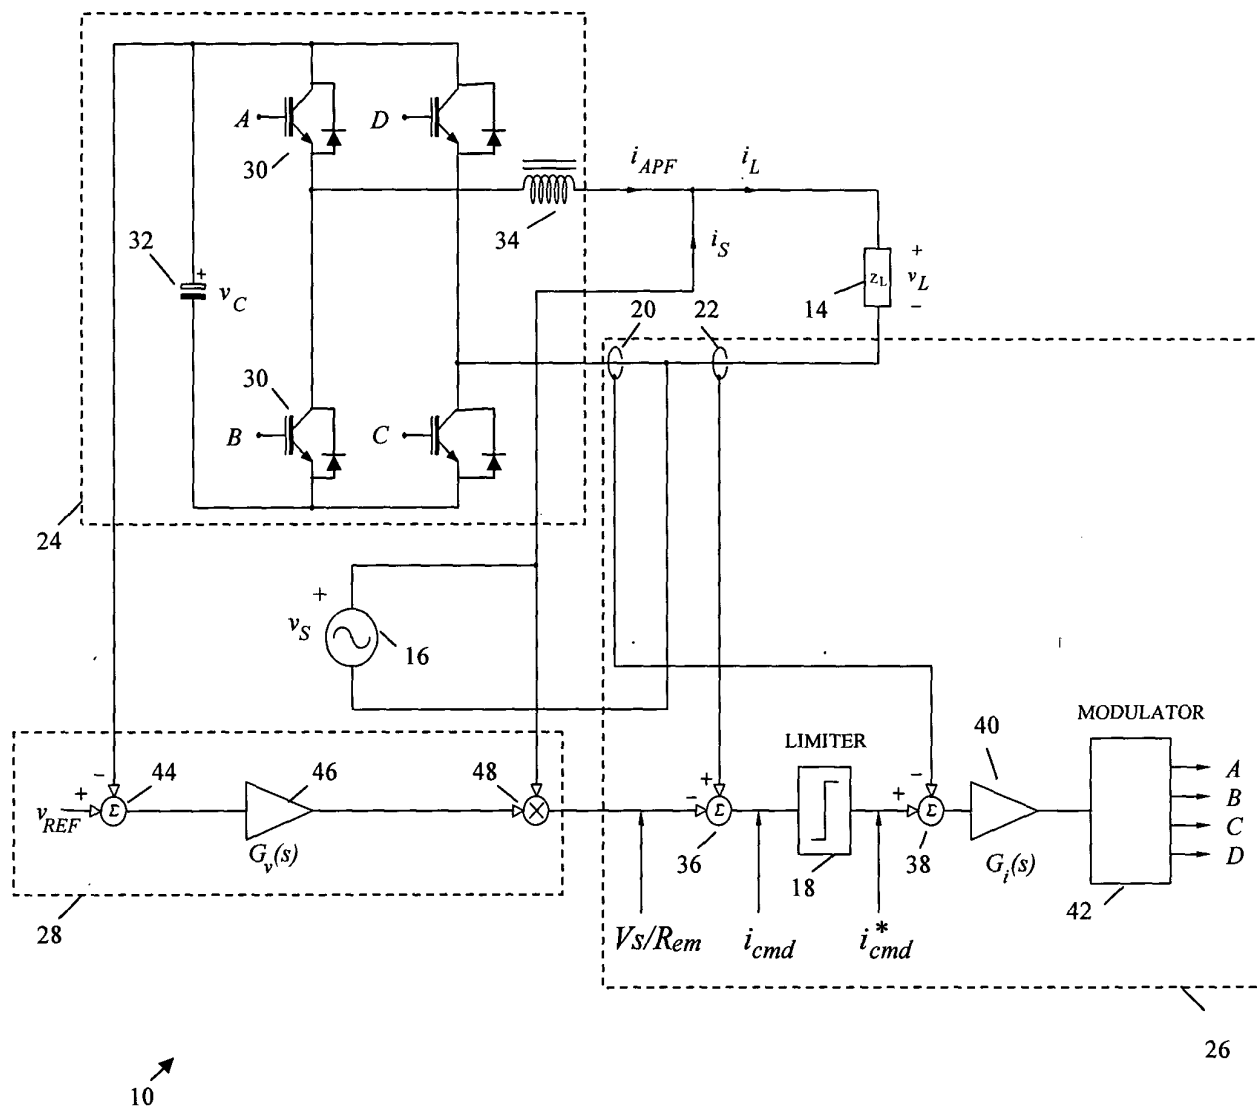 A
D
30
i_APF
i_L
32
+
v_C
34
i_S
+
Z_L
v_L
−
14
20
22
30
B
C
24
+
v_S
16
MODULATOR
LIMITER
40
−
44
46
48
+
−
−
A
+
v_REF
Σ
×
Σ
+
Σ
B
C
G_v(s)
36
18
38
G_i(s)
D
42
28
Vs/Rem
i_cmd
i*_cmd
26
10